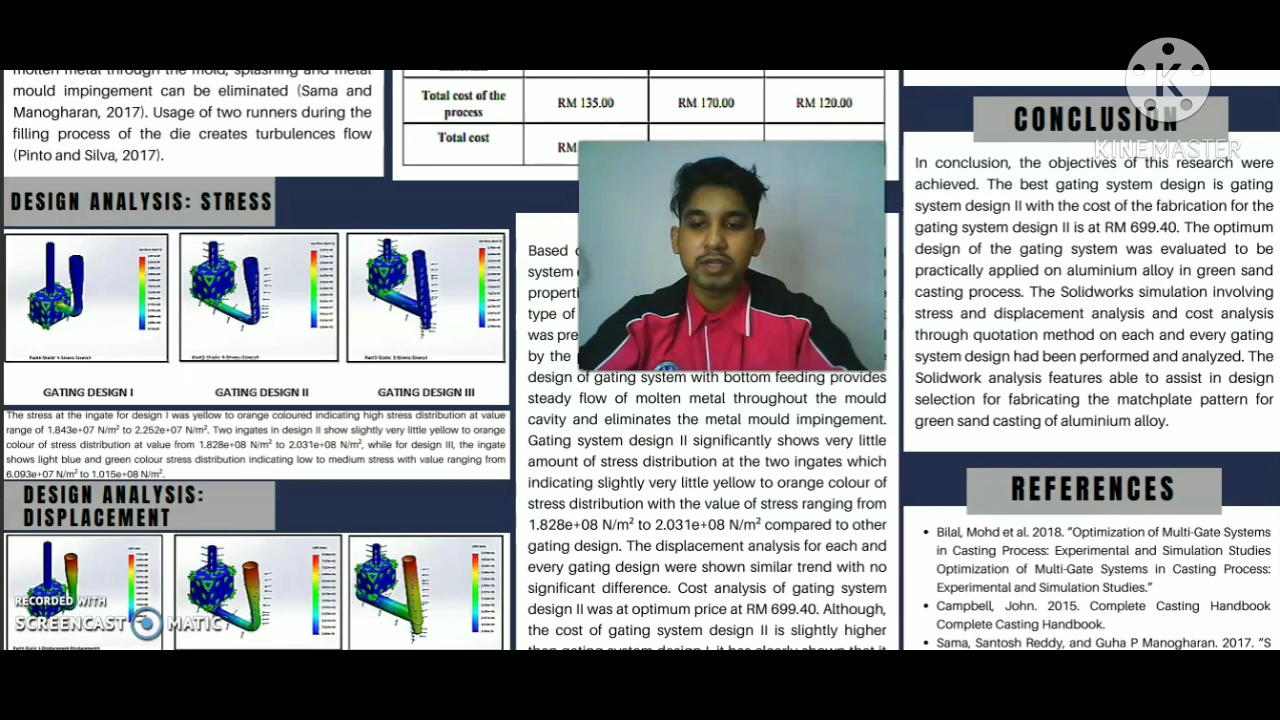 molten metal through the mold, splashing and metal
mould impingement can be eliminated (Sama and
Manogharan, 2017). Usage of two runners during the
filling process of the die creates turbulences flow
(Pinto and Silva, 2017).
DESIGN ANALYSIS: STRESS
GATING DESIGN I
GATING DESIGN II
GATING DESIGN III
The stress at the ingate for design I was yellow to orange coloured indicating high stress distribution at value
range of 1.843e+07 N/m² to 2.252e+07 N/m². Two ingates in design II show slightly very little yellow to orange
colour of stress distribution at value from 1.828e+08 N/m² to 2.031e+08 N/m², while for design III, the ingate
shows light blue and green colour stress distribution indicating low to medium stress with value ranging from
6.093e+07 N/m² to 1.015e+08 N/m².
DESIGN ANALYSIS:
DISPLACEMENT
RECORDED WITH
SCREENCAST MATIC
Total cost of the
process
RM 135.00
RM 170.00
RM 120.00
Total cost
RM
Based
system
properti
type of
was pre
by the
design of gating system with bottom feeding provides
steady flow of molten metal throughout the mould
cavity and eliminates the metal mould impingement.
Gating system design II significantly shows very little
amount of stress distribution at the two ingates which
indicating slightly very little yellow to orange colour of
stress distribution with the value of stress ranging from
1.828e+08 N/m² to 2.031e+08 N/m² compared to other
gating design. The displacement analysis for each and
every gating design were shown similar trend with no
significant difference. Cost analysis of gating system
design II was at optimum price at RM 699.40. Although,
the cost of gating system design II is slightly higher
than gating system design I, it has clearly shown that it
K
KINEMASTER
CONCLUSION
In conclusion, the objectives of this research were
achieved. The best gating system design is gating
system design II with the cost of the fabrication for the
gating system design II is at RM 699.40. The optimum
design of the gating system was evaluated to be
practically applied on aluminium alloy in green sand
casting process. The Solidworks simulation involving
stress and displacement analysis and cost analysis
through quotation method on each and every gating
system design had been performed and analyzed. The
Solidwork analysis features able to assist in design
selection for fabricating the matchplate pattern for
green sand casting of aluminium alloy.
REFERENCES
• Bilal, Mohd et al. 2018. “Optimization of Multi-Gate Systems
in Casting Process: Experimental and Simulation Studies
Optimization of Multi-Gate Systems in Casting Process:
Experimental and Simulation Studies.”
• Campbell, John. 2015. Complete Casting Handbook
Complete Casting Handbook.
• Sama, Santosh Reddy, and Guha P Manogharan. 2017. “S